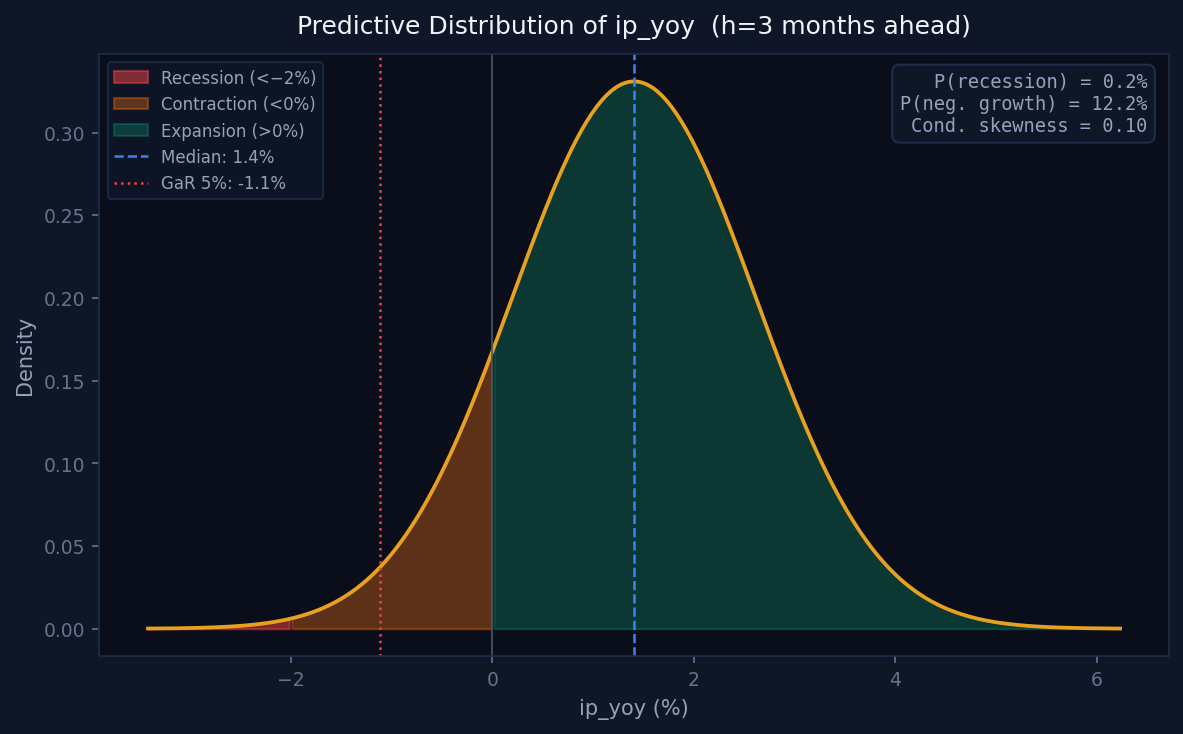 Predictive Distribution of ip_yoy  (h=3 months ahead)
Recession (<−2%)
Contraction (<0%)
Expansion (>0%)
Median: 1.4%
GaR 5%: -1.1%
P(recession) = 0.2%
P(neg. growth) = 12.2%
Cond. skewness = 0.10
Density
0.30
0.25
0.20
0.15
0.10
0.05
0.00
−2 0 2 4 6
ip_yoy (%)